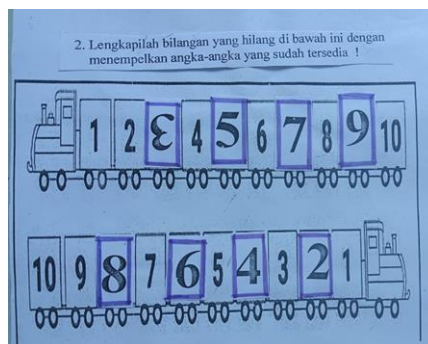 2. Lengkapilah bilangan yang hilang di bawah ini dengan
menempelkan angka-angka yang sudah tersedia !
1 2 3 4 5 6 7 8 9 10
10 9 8 7 6 5 4 3 2 1